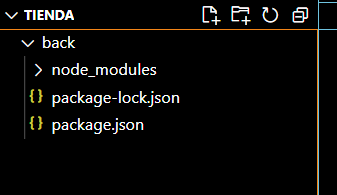 TIENDA
back
node_modules
{} package-lock.json
{} package.json